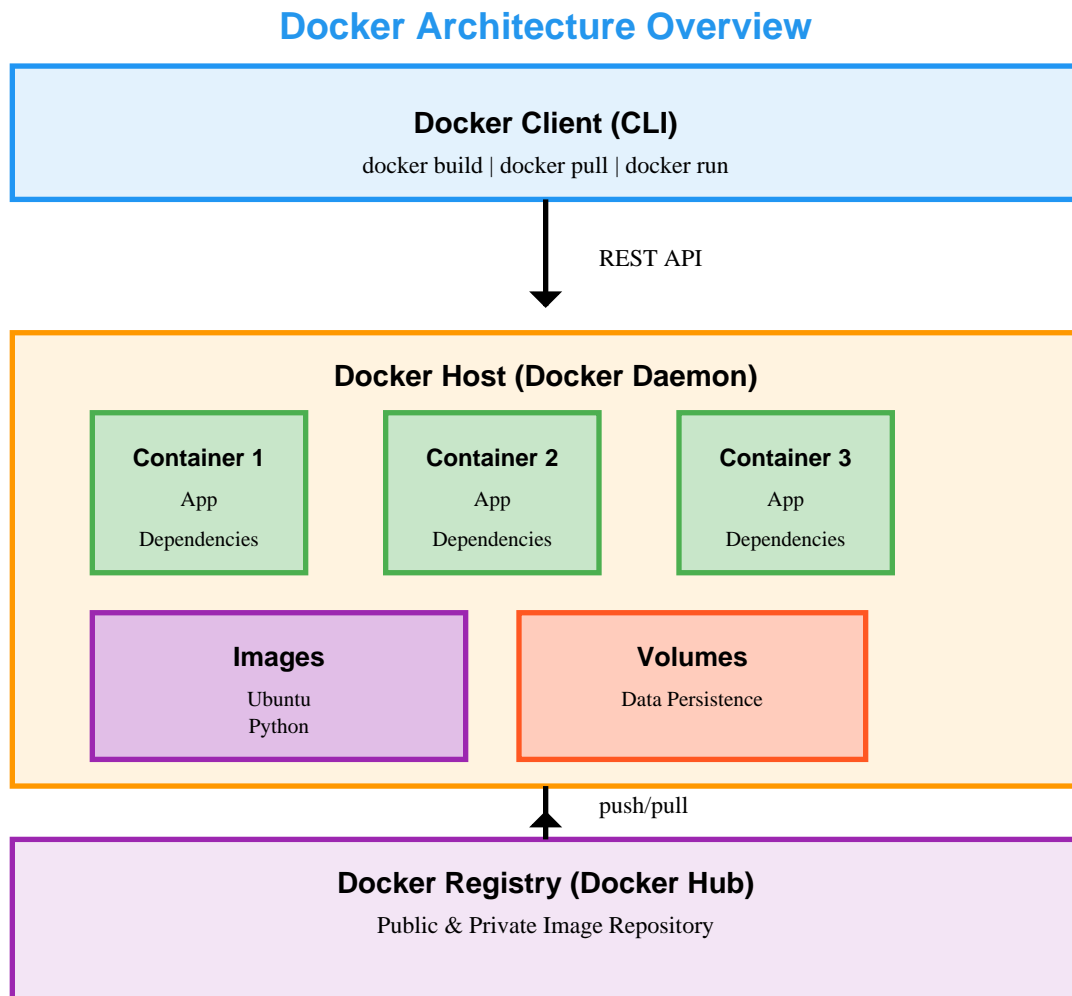 Docker Architecture Overview
Docker Client (CLI)
docker build | docker pull | docker run
REST API
Docker Host (Docker Daemon)
Container 1
App
Dependencies
Container 2
App
Dependencies
Container 3
App
Dependencies
Images
Ubuntu
Python
Volumes
Data Persistence
push/pull
Docker Registry (Docker Hub)
Public & Private Image Repository